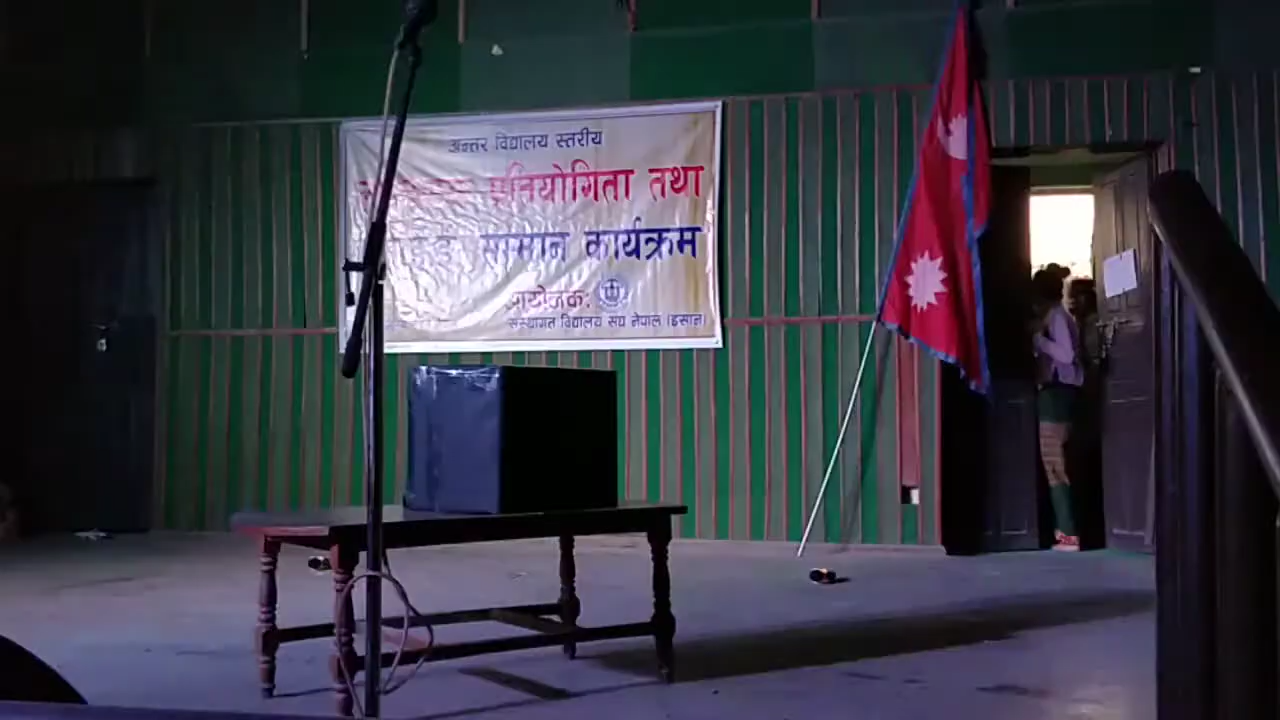 अन्तर विद्यालय स्तरीय
प्रतियोगिता तथा
सम्मान कार्यक्रम
आयोजक:
संस्थागत विद्यालय संघ नेपाल (इसान)